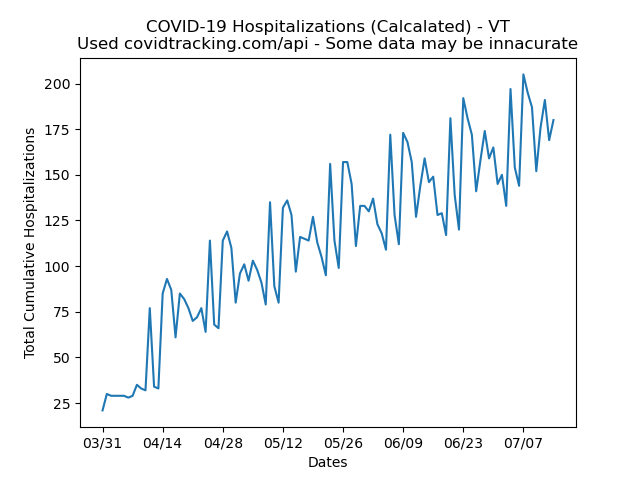 COVID-19 Hospitalizations (Calcalated) - VT
Used covidtracking.com/api - Some data may be innacurate
Total Cumulative Hospitalizations
200
175
150
125
100
75
50
25
03/31 04/14 04/28 05/12 05/26 06/09 06/23 07/07
Dates